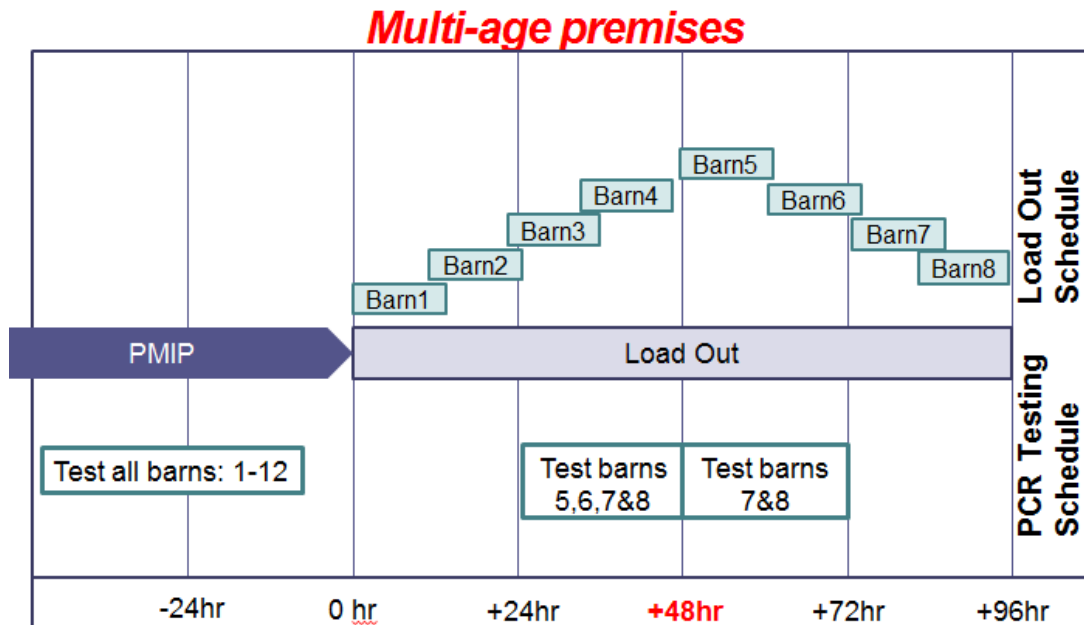 Multi-age premises
Barn5
Barn4
Barn6
Barn3
Barn7
Barn2
Barn8
Barn1
Load Out
Schedule
PMIP
Load Out
Test all barns: 1-12
Test barns
5,6,7&8
Test barns
7&8
PCR Testing
Schedule
-24hr
0 hr
+24hr
+48hr
+72hr
+96hr